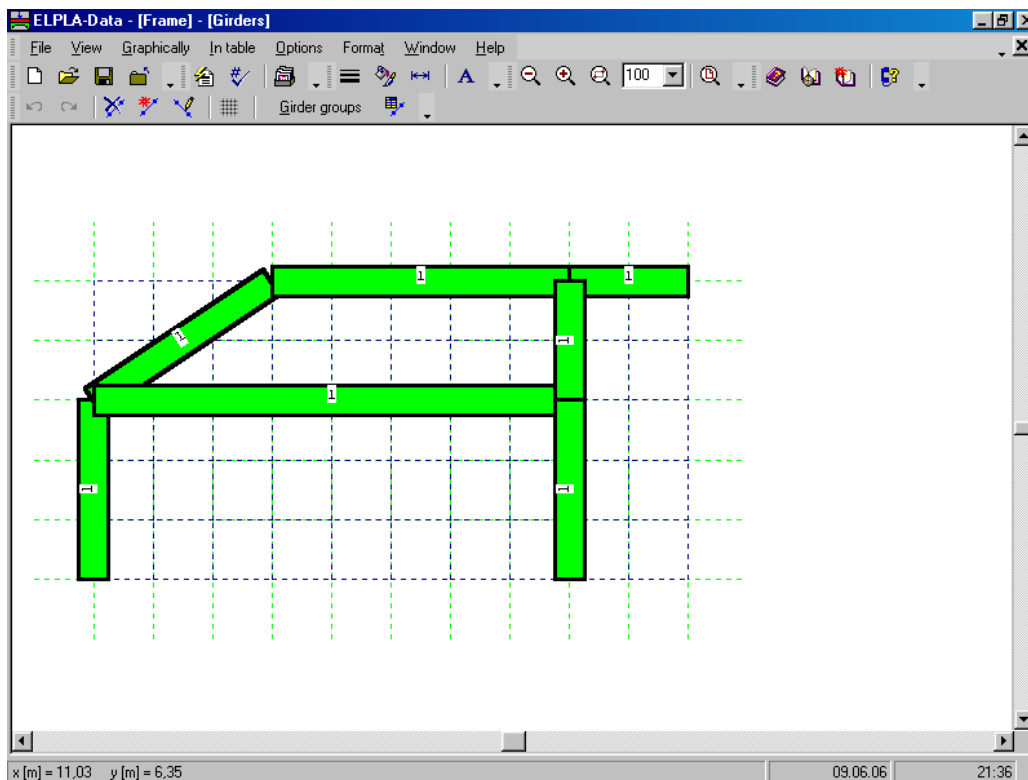 ELPLA-Data - [Frame] - [Girders]
File View Graphically In table Options Format Window Help
A 100
Girder groups
1 1
1
1
1
1 1
x [m] = 11,03 y [m] = 6,35 09.06.06 21:36